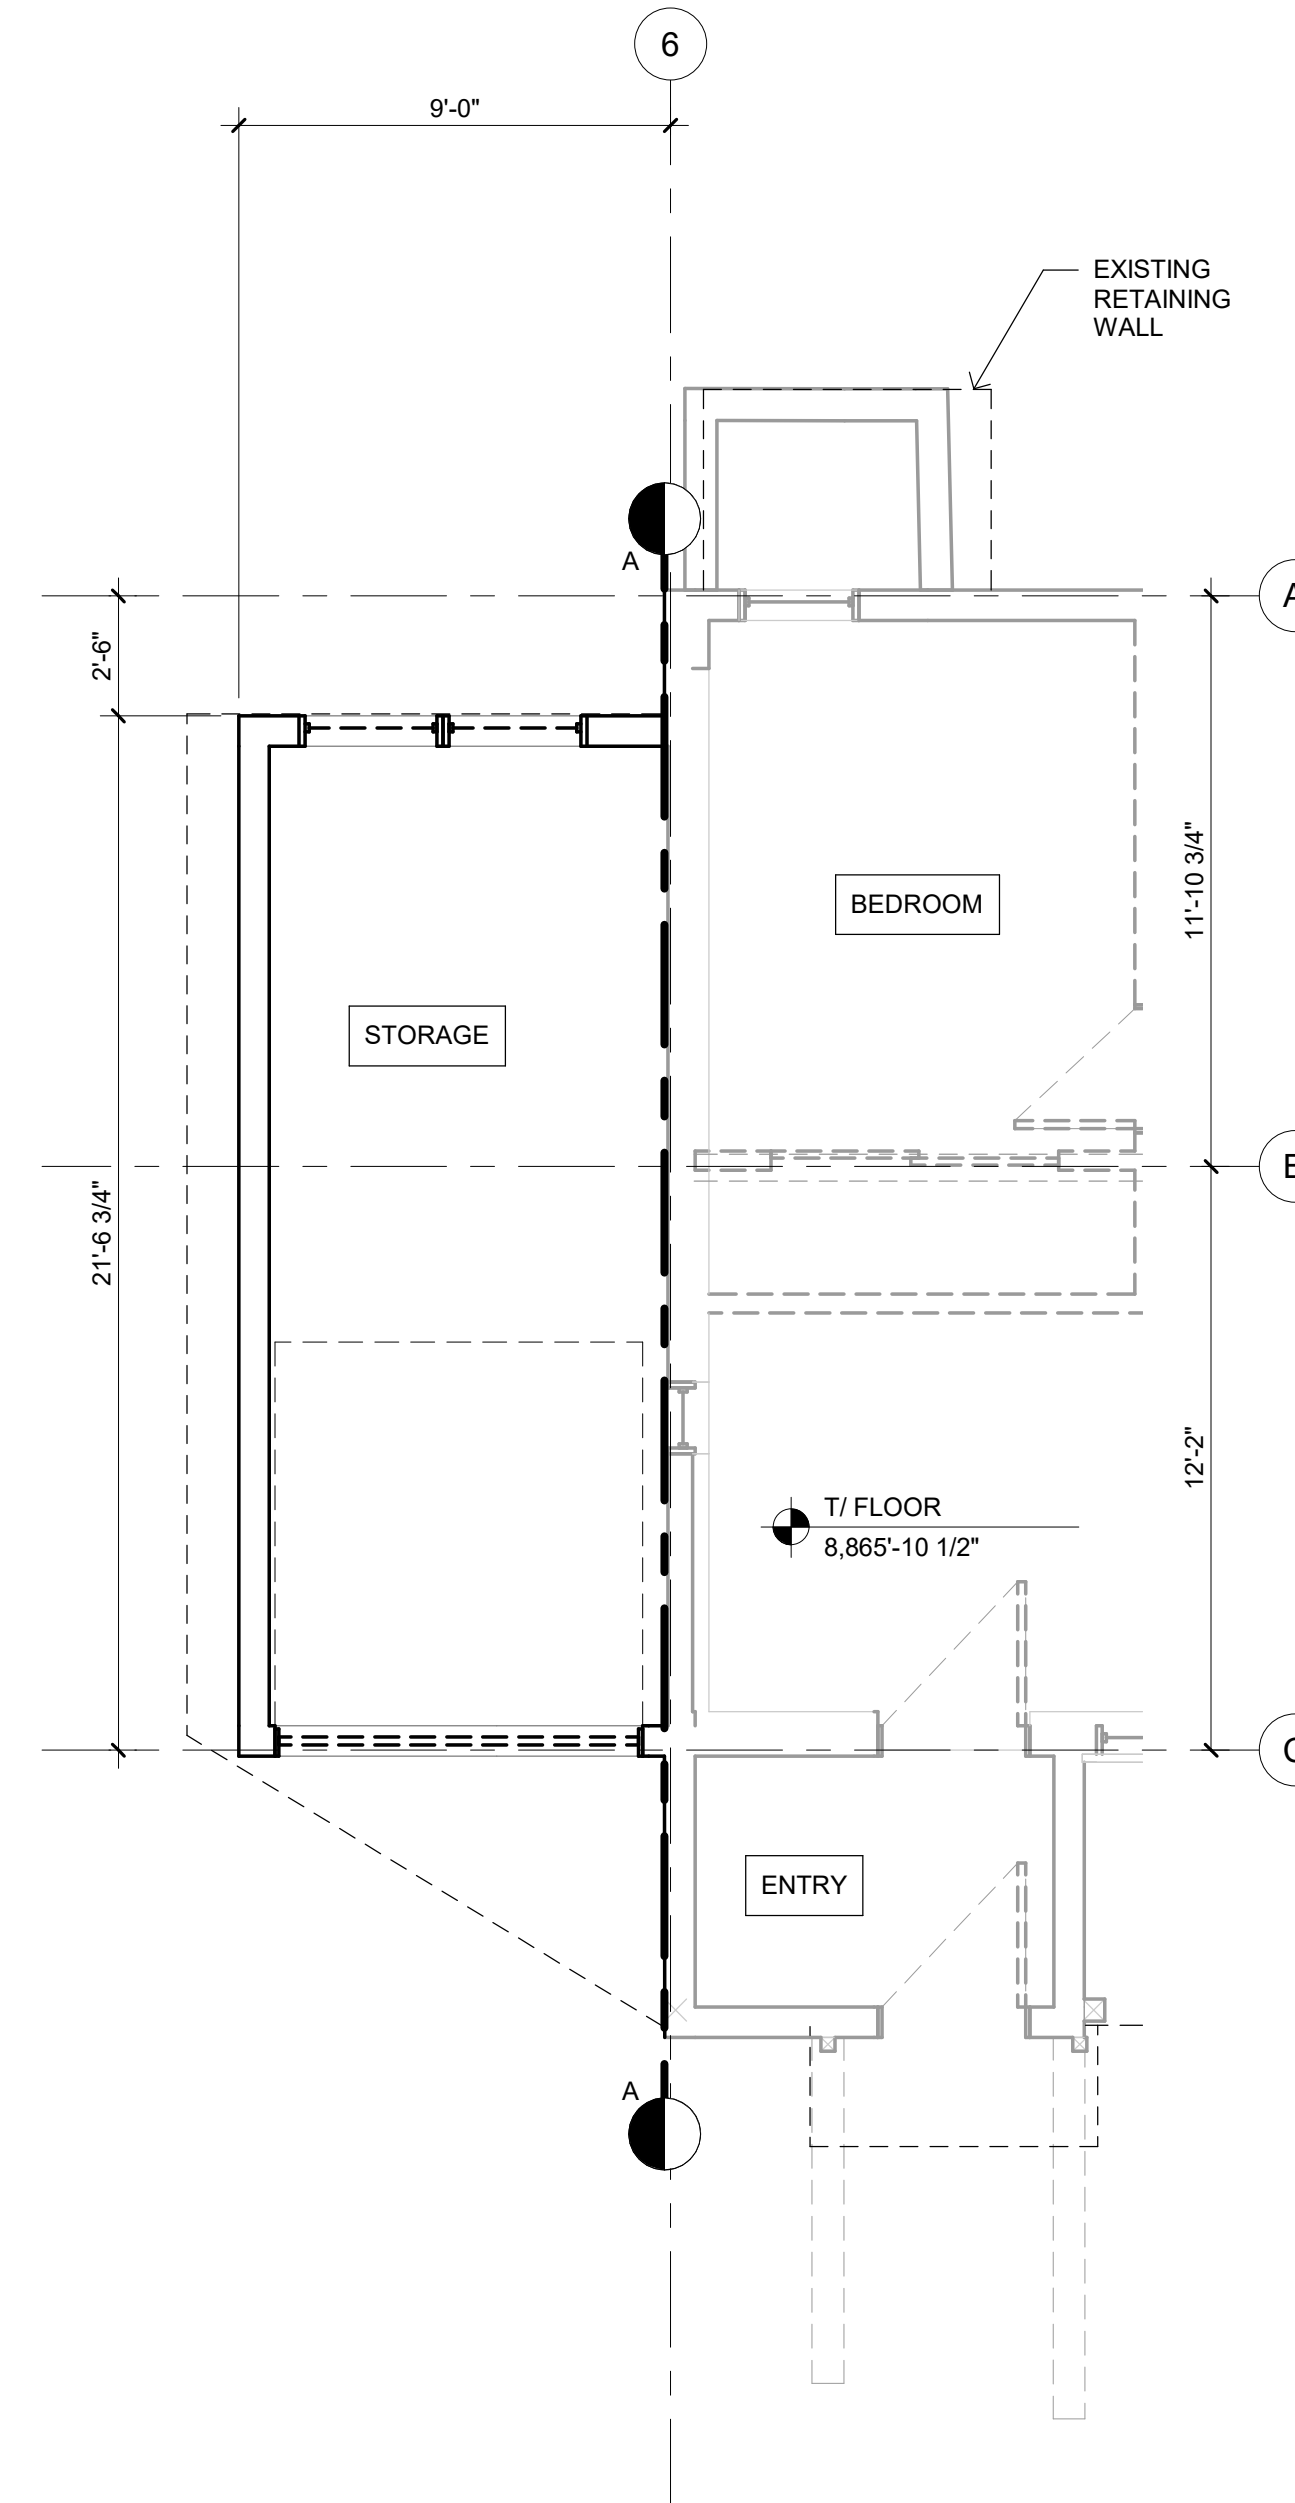 6
9'-0"
EXISTING
RETAINING
WALL
A
A
2'-6"
11'-10 3/4"
BEDROOM
STORAGE
B
21'-6 3/4"
12'-2"
T/ FLOOR
8,865'-10 1/2"
C
ENTRY
A